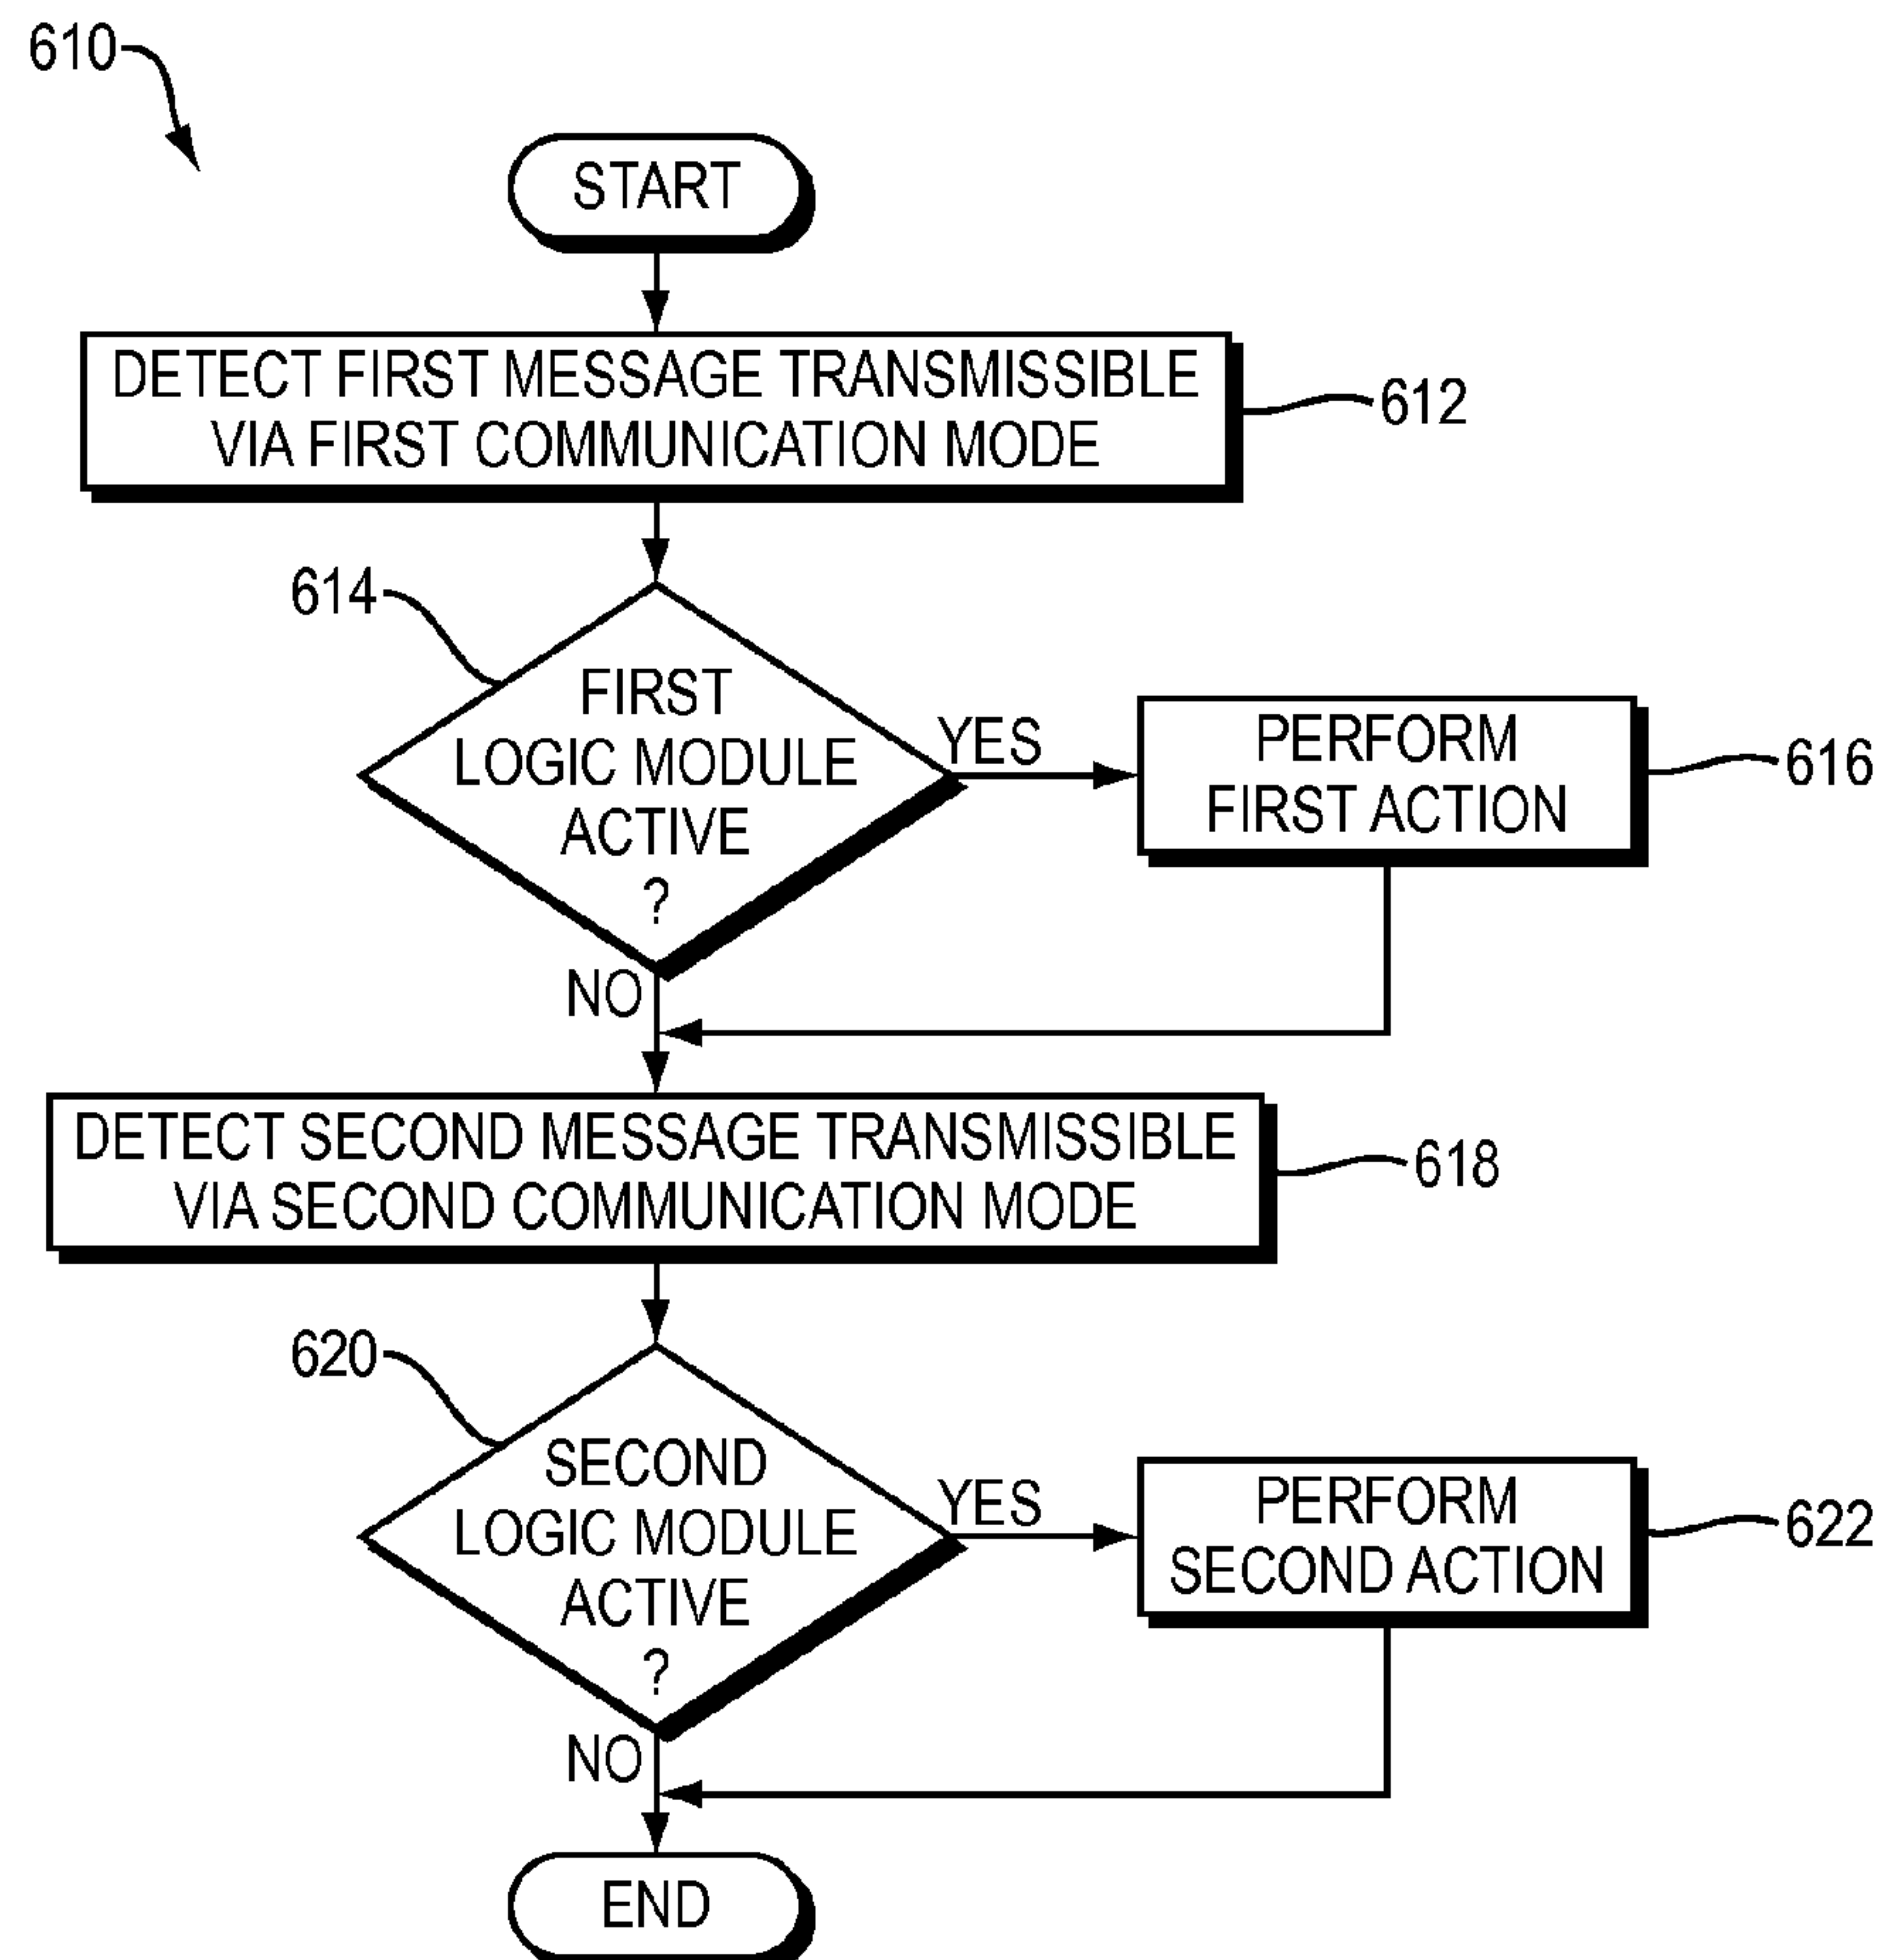 610
START
DETECT FIRST MESSAGE TRANSMISSIBLE
VIA FIRST COMMUNICATION MODE
612
614
FIRST
LOGIC MODULE
ACTIVE
?
YES
PERFORM
FIRST ACTION
616
NO
DETECT SECOND MESSAGE TRANSMISSIBLE
VIA SECOND COMMUNICATION MODE
618
620
SECOND
LOGIC MODULE
ACTIVE
?
YES
PERFORM
SECOND ACTION
622
NO
END